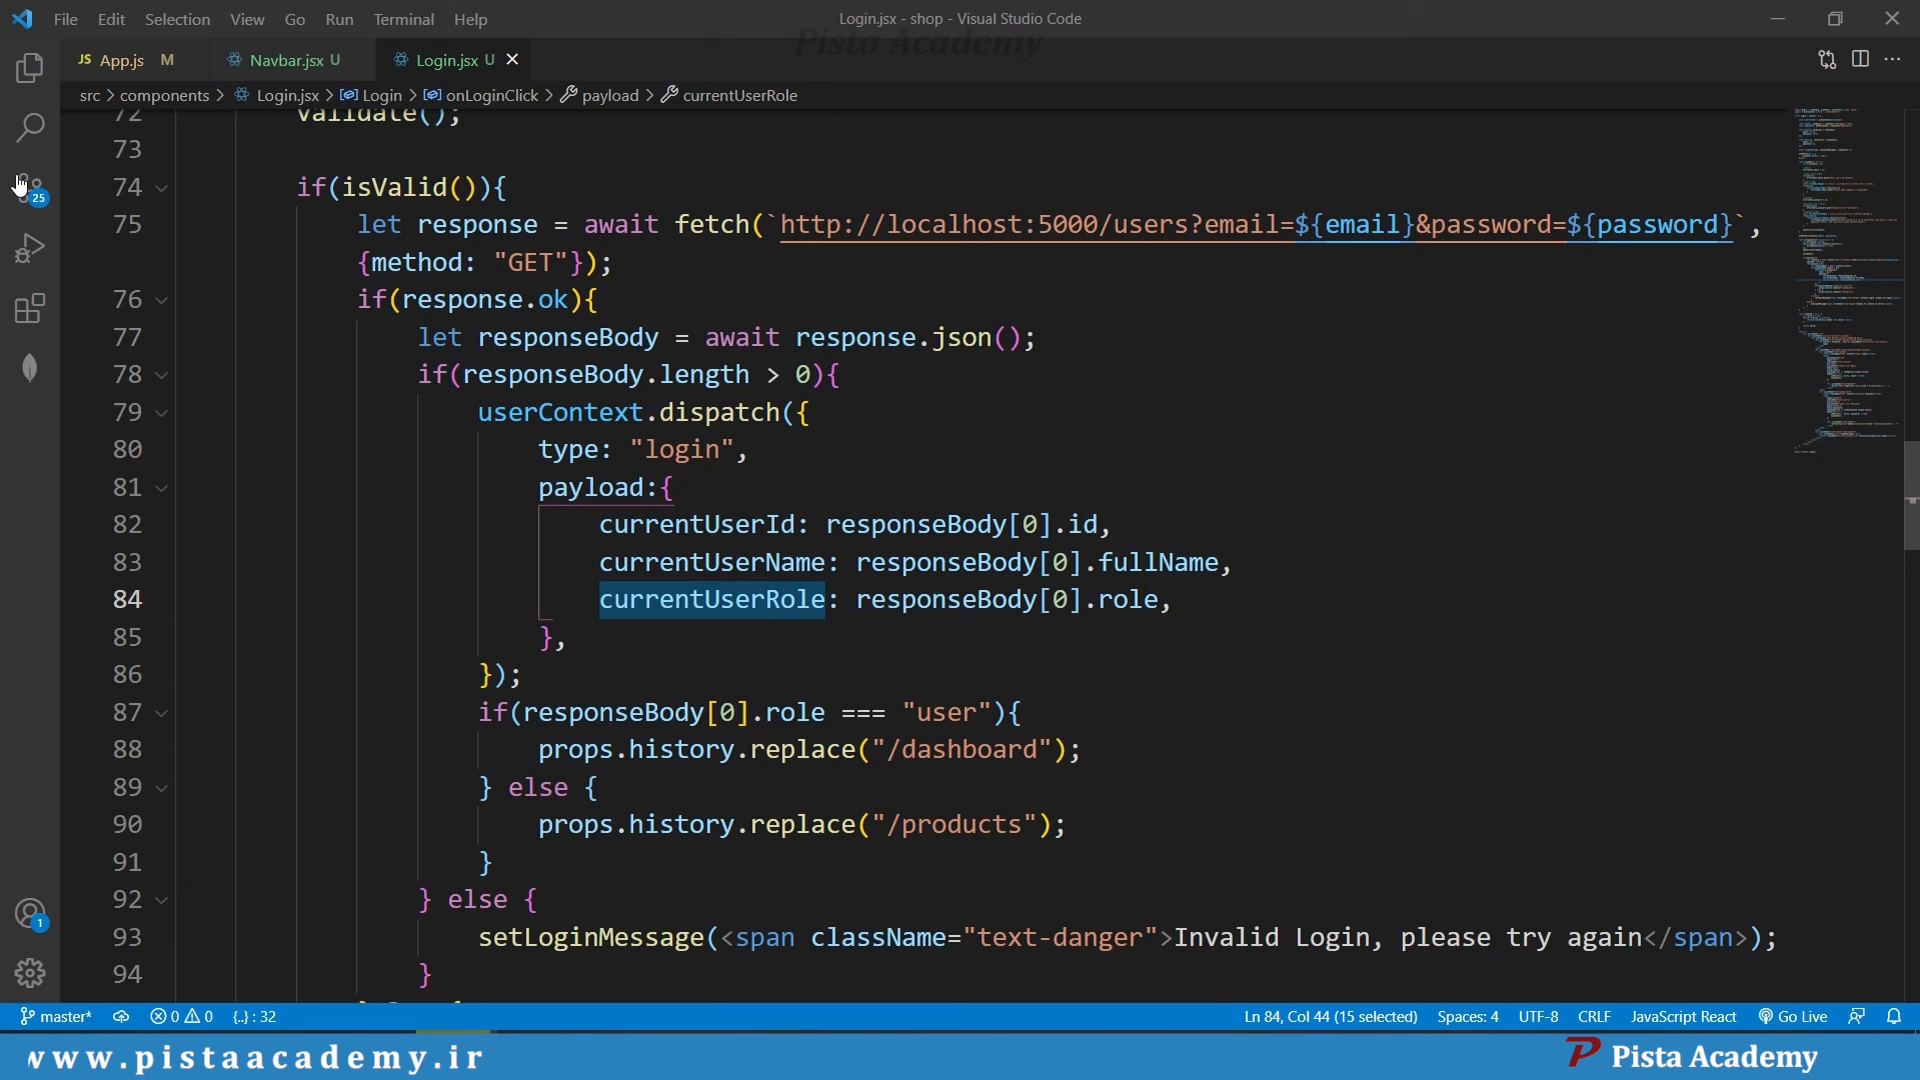 File Edit Selection View Go Run Terminal Help
Login.jsx - shop - Visual Studio Code
Pista Academy
JS App.js M
Navbar.jsx U
Login.jsx U
src > components > Login.jsx > Login > onLoginClick > payload > currentUserRole
72 validate();
73
74 if(isValid()){
75 let response = await fetch(`http://localhost:5000/users?email=${email}&password=${password}`,
{method: "GET"});
76 if(response.ok){
77 let responseBody = await response.json();
78 if(responseBody.length > 0){
79 userContext.dispatch({
80 type: "login",
81 payload:{
82 currentUserId: responseBody[0].id,
83 currentUserName: responseBody[0].fullName,
84 currentUserRole: responseBody[0].role,
85 },
86 });
87 if(responseBody[0].role === "user"){
88 props.history.replace("/dashboard");
89 } else {
90 props.history.replace("/products");
91 }
92 } else {
93 setLoginMessage(<span className="text-danger">Invalid Login, please try again</span>);
94 }
25
1
master* 0 0 {..} : 32
Ln 84, Col 44 (15 selected) Spaces: 4 UTF-8 CRLF JavaScript React Go Live
www.pistaacademy.ir
Pista Academy